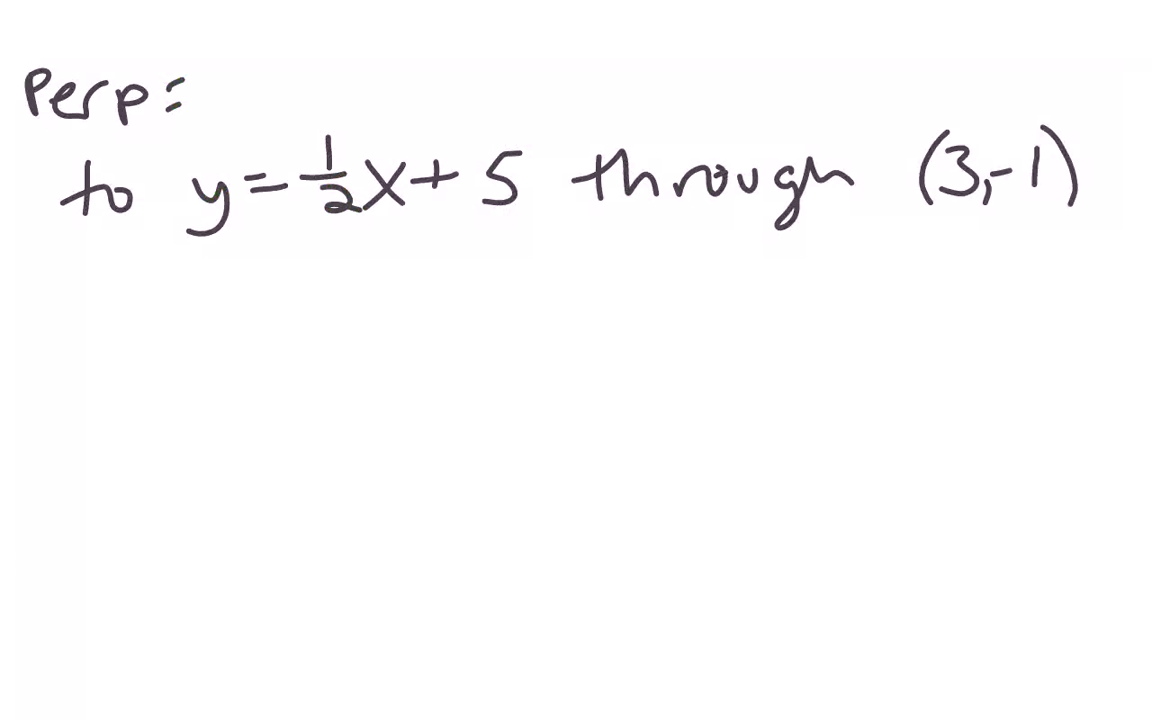 Perp:
to y=½x+5 through (3,-1)